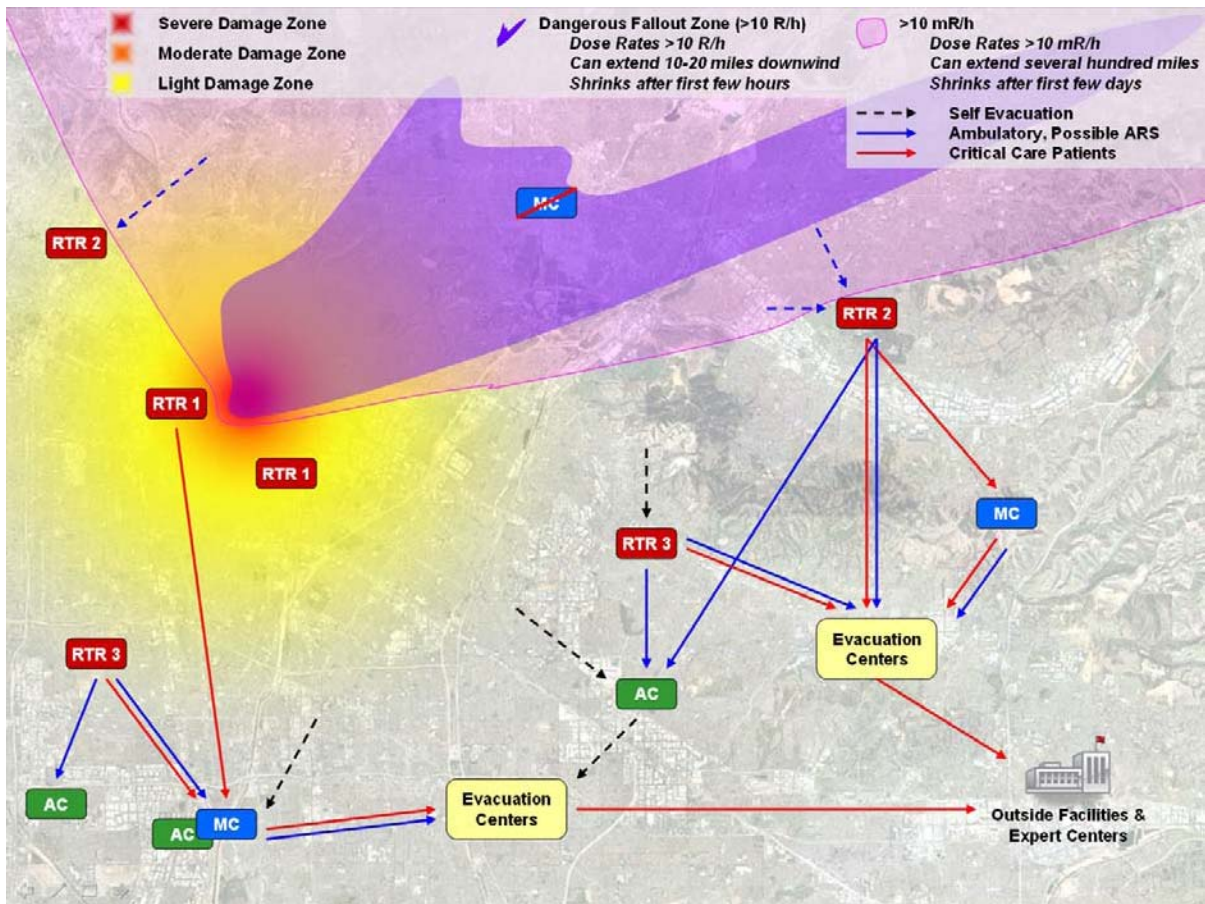 Severe Damage Zone
Moderate Damage Zone
Light Damage Zone
Dangerous Fallout Zone (>10 R/h)
Dose Rates >10 R/h
Can extend 10-20 miles downwind
Shrinks after first few hours
>10 mR/h
Dose Rates >10 mR/h
Can extend several hundred miles
Shrinks after first few days
Self Evacuation
Ambulatory, Possible ARS
Critical Care Patients
MC
RTR 2
RTR 2
RTR 1
RTR 1
MC
RTR 3
RTR 3
Evacuation
Centers
AC
AC
AC
MC
Evacuation
Centers
Outside Facilities &
Expert Centers